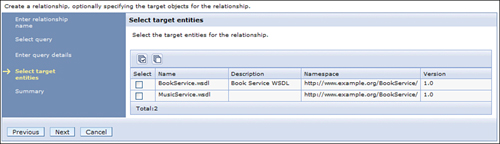 Create a relationship, optionally specifying the target objects for the relationship.
Enter relationship name
Select query
Enter query details
Select target entities
Summary
Select target entities
Select the target entities for the relationship.
Select Name Description Namespace Version
BookService.wsdl Book Service WSDL http://www.example.org/BookService/ 1.0
MusicService.wsdl http://www.example.org/BookService/ 1.0
Total:2
Previous Next Cancel